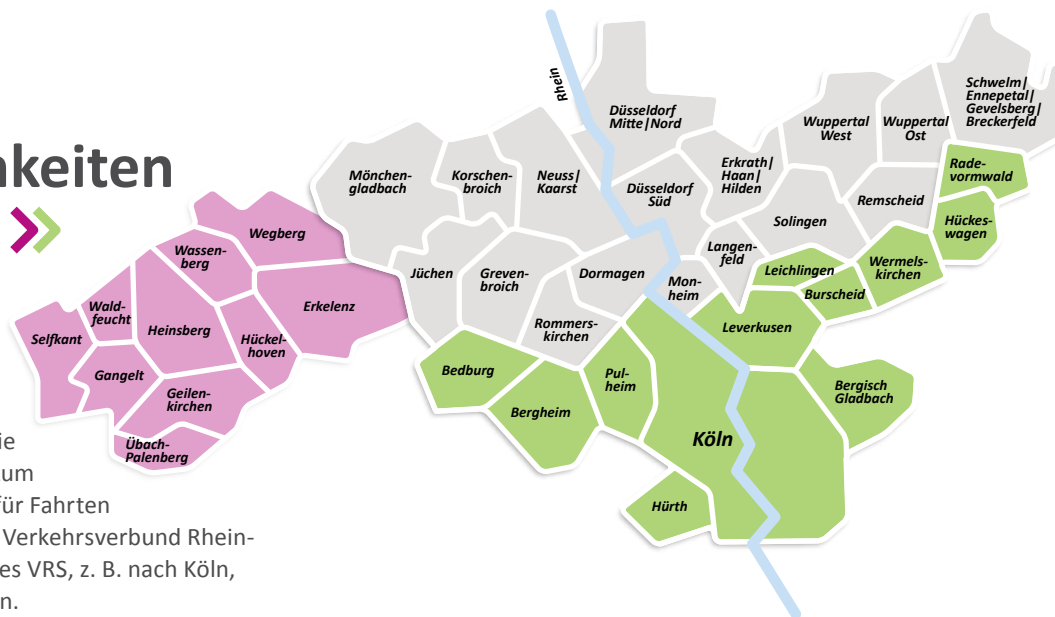 nkeiten
Rhein
Düsseldorf
Mitte|Nord
Schwelm|
Ennepetal|
Gevelsberg|
Breckerfeld
Wuppertal
West
Wuppertal
Ost
Mönchen-
gladbach
Korschen-
broich
Neuss|
Kaarst
Düsseldorf
Süd
Erkrath|
Haan|
Hilden
Rade-
vormwald
Remscheid
Solingen
Hückes-
wagen
Wegberg
Wassen-
berg
Jüchen
Greven-
broich
Dormagen
Langen-
feld
Mon-
heim
Leichlingen
Wermels-
kirchen
Burscheid
Wald-
feucht
Heinsberg
Erkelenz
Rommers-
kirchen
Leverkusen
Selfkant
Hückel-
hoven
Gangelt
Geilen-
kirchen
Bedburg
Bergheim
Pul-
heim
Bergisch
Gladbach
Köln
Übach-
Palenberg
Hürth
ie
um
für Fahrten
Verkehrsverbund Rhein-
es VRS, z. B. nach Köln,
n.